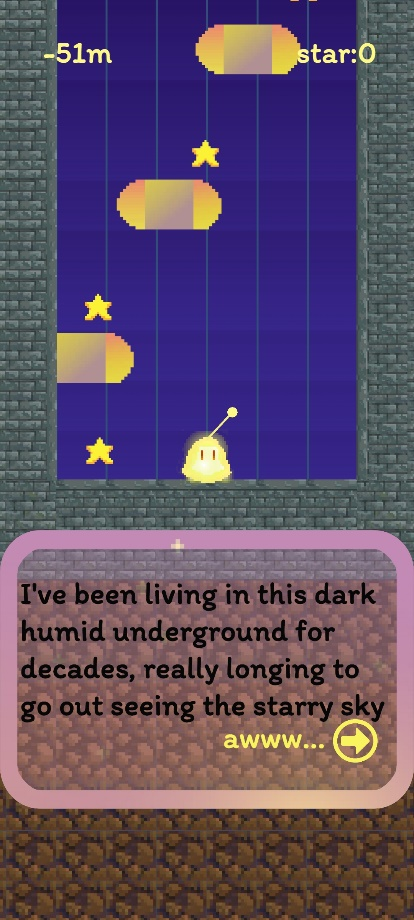 -51m star:0
I've been living in this dark
humid underground for
decades, really longing to
go out seeing the starry sky
awww...